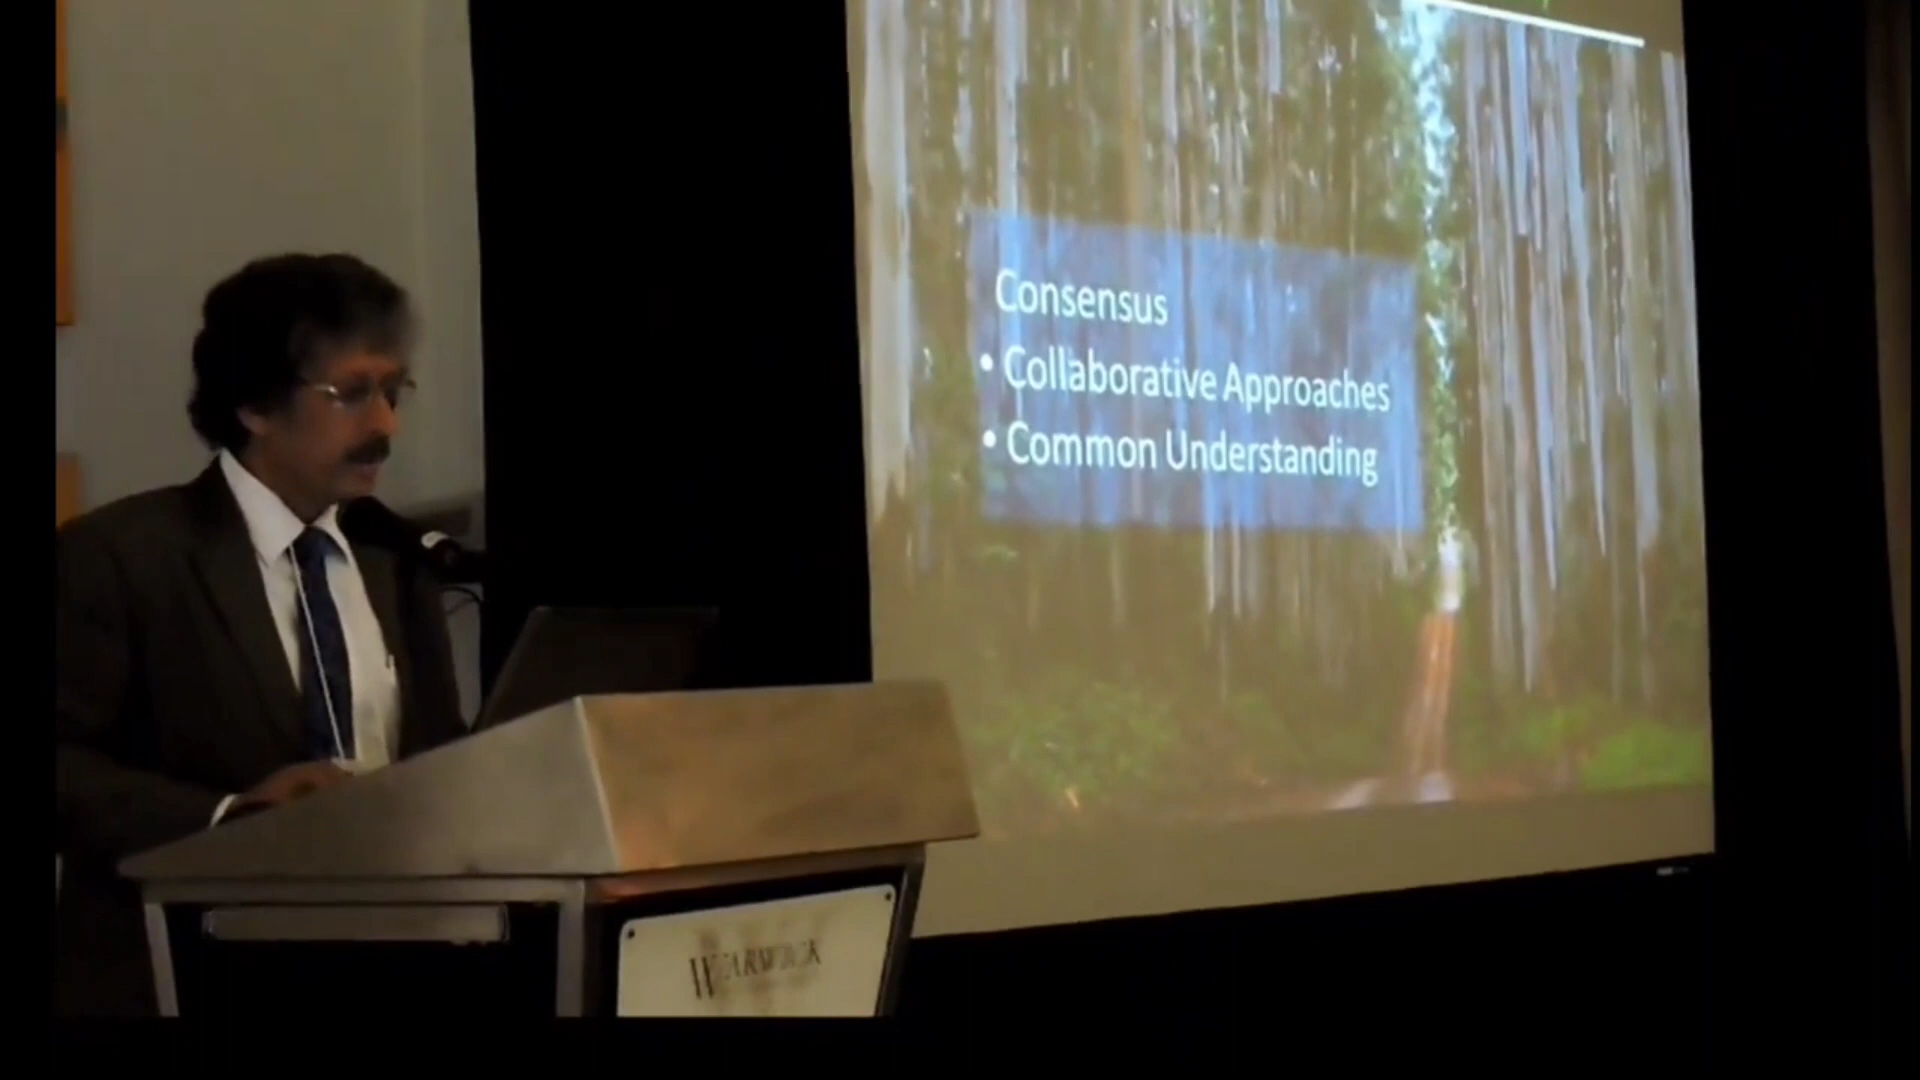 Consensus
• Collaborative Approaches
• Common Understanding
WARWICK